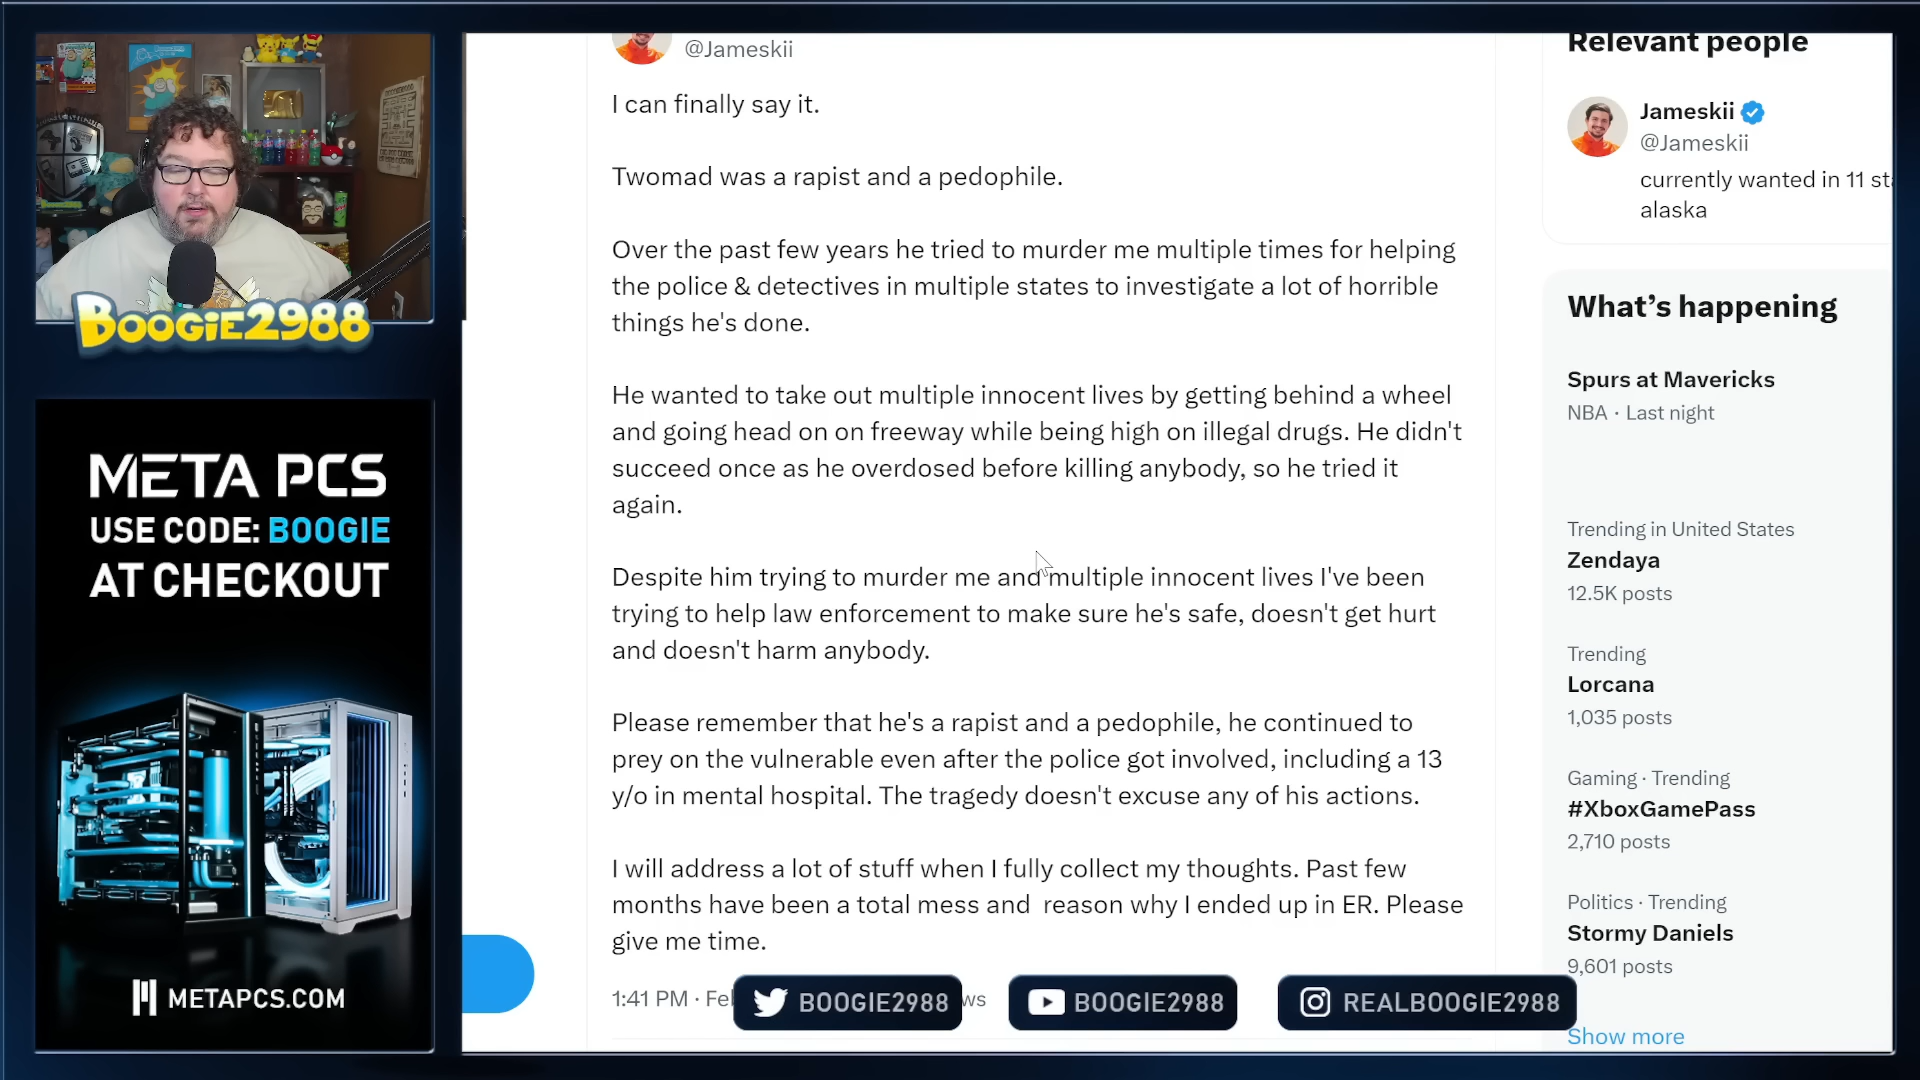 @Jameskii
I can finally say it.
Twomad was a rapist and a pedophile.
Over the past few years he tried to murder me multiple times for helping
the police & detectives in multiple states to investigate a lot of horrible
things he's done.
He wanted to take out multiple innocent lives by getting behind a wheel
and going head on on freeway while being high on illegal drugs. He didn't
succeed once as he overdosed before killing anybody, so he tried it
again.
Despite him trying to murder me and multiple innocent lives I've been
trying to help law enforcement to make sure he's safe, doesn't get hurt
and doesn't harm anybody.
Please remember that he's a rapist and a pedophile, he continued to
prey on the vulnerable even after the police got involved, including a 13
y/o in mental hospital. The tragedy doesn't excuse any of his actions.
I will address a lot of stuff when I fully collect my thoughts. Past few
months have been a total mess and  reason why I ended up in ER. Please
give me time.
1:41 PM ·
Relevant people
Jameskii
@Jameskii
currently wanted in 11
alaska
What's happening
Spurs at Mavericks
NBA · Last night
Trending in United States
Zendaya
12.5K posts
Trending
Lorcana
1,035 posts
Gaming · Trending
#XboxGamePass
2,710 posts
Politics · Trending
Stormy Daniels
9,601 posts
Show more
BOOGIE2988
META PCS
USE CODE: BOOGIE
AT CHECKOUT
METAPCS.COM
BOOGIE2988
BOOGIE2988
REALBOOGIE2988